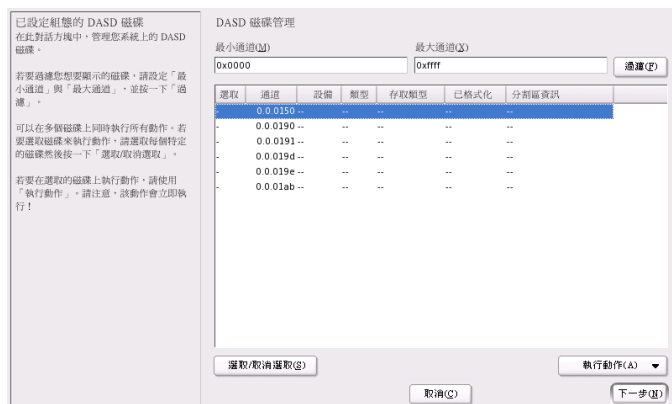 已設定組態的 DASD 磁碟
在此對話方塊中，管理您系統上的 DASD
磁碟。
若要過濾您想要顯示的磁碟，請設定「最
小通道」與「最大通道」，並按一下「過
濾」。
可以在多個磁碟上同時執行所有動作。若
要選取磁碟來執行動作，請選取每個特定
的磁碟然後按一下「選取/取消選取」。
若要在選取的磁碟上執行動作，請使用
「執行動作」。請注意，該動作會立即執
行！
DASD 磁碟管理
最小通道(M) 最大通道(X)
0x0000 0xffff 過濾(F)
選取 通道 設備 類型 存取類型 已格式化 分割區資訊
- 0.0.0150 -- -- -- -- --
- 0.0.0190 -- -- -- -- --
- 0.0.0191 -- -- -- -- --
- 0.0.019d -- -- -- -- --
- 0.0.019e -- -- -- -- --
- 0.0.01ab -- -- -- -- --
選取/取消選取(S) 執行動作(A)
取消(C) 下一步(N)